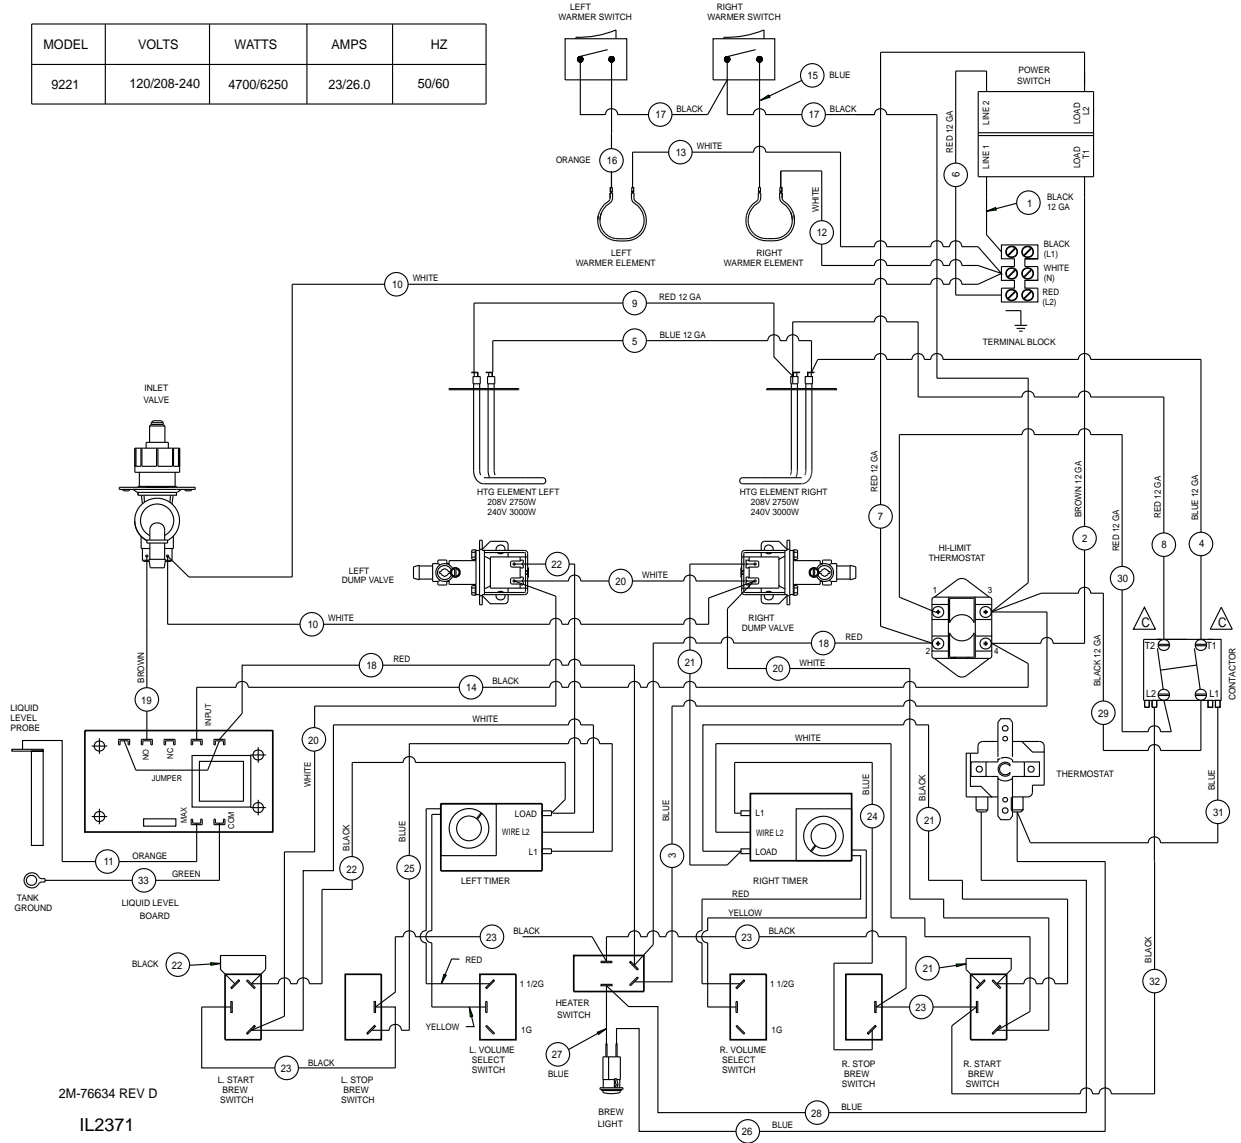 MODEL VOLTS WATTS AMPS HZ
9221 120/208-240 4700/6250 23/26.0 50/60
LEFT
WARMER SWITCH
RIGHT
WARMER SWITCH
15 BLUE
17 BLACK
17 BLACK
ORANGE 16
13 WHITE
WHITE
12
LEFT
WARMER ELEMENT
RIGHT
WARMER ELEMENT
POWER
SWITCH
LINE 2
LOAD
L2
LINE 1
LOAD
T1
RED 12 GA
6
1 BLACK
12 GA
BLACK
(L1)
WHITE
(N)
RED
(L2)
TERMINAL BLOCK
10 WHITE
9 RED 12 GA
5 BLUE 12 GA
INLET
VALVE
HTG ELEMENT LEFT
208V 2750W
240V 3000W
HTG ELEMENT RIGHT
208V 2750W
240V 3000W
RED 12 GA
7
BROWN 12 GA
2
RED 12 GA
30
RED 12 GA
8
BLUE 12 GA
4
HI-LIMIT
THERMOSTAT
1
3
2
4
LEFT
DUMP VALVE
22
20 WHITE
RIGHT
DUMP VALVE
10 WHITE
18 RED
21
20 WHITE
18 RED
14 BLACK
BLACK 12 GA
29
C
C
T2
T1
L2
L1
CONTACTOR
BROWN
19
LIQUID
LEVEL
PROBE
NO
NC
INPUT
JUMPER
MAX
COM
11 ORANGE
33 GREEN
TANK
GROUND
LIQUID LEVEL
BOARD
20
WHITE
WHITE
BLACK
22
BLUE
25
LOAD
WIRE L2
L1
LEFT TIMER
BLUE
3
WHITE
L1
WIRE L2
LOAD
RIGHT TIMER
BLUE
24
BLACK
21
C
THERMOSTAT
BLUE
31
BLACK
32
RED
YELLOW
23 BLACK
23 BLACK
BLACK 22
RED
YELLOW
1 1/2G
1G
L. VOLUME
SELECT
SWITCH
HEATER
SWITCH
1 1/2G
1G
R. VOLUME
SELECT
SWITCH
21
23
27
BLUE
23 BLACK
L. START
BREW
SWITCH
L. STOP
BREW
SWITCH
R. STOP
BREW
SWITCH
R. START
BREW
SWITCH
BREW
LIGHT
28 BLUE
26 BLUE
2M-76634 REV D
IL2371